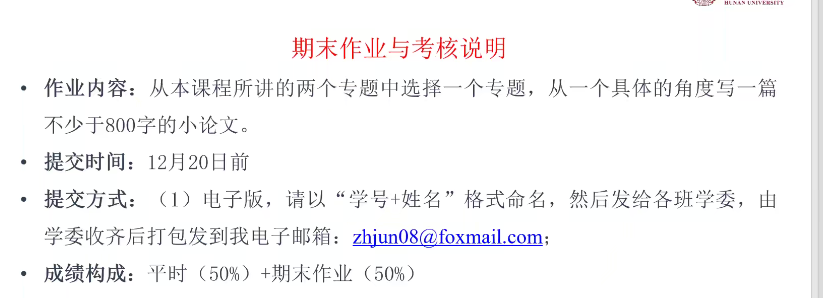 HUNAN UNIVERSITY
期末作业与考核说明
• 作业内容：从本课程所讲的两个专题中选择一个专题，从一个具体的角度写一篇
不少于800字的小论文。
• 提交时间：12月20日前
• 提交方式：（1）电子版，请以“学号+姓名”格式命名，然后发给各班学委，由
学委收齐后打包发到我电子邮箱：zhjun08@foxmail.com；
• 成绩构成：平时（50%）+期末作业（50%）